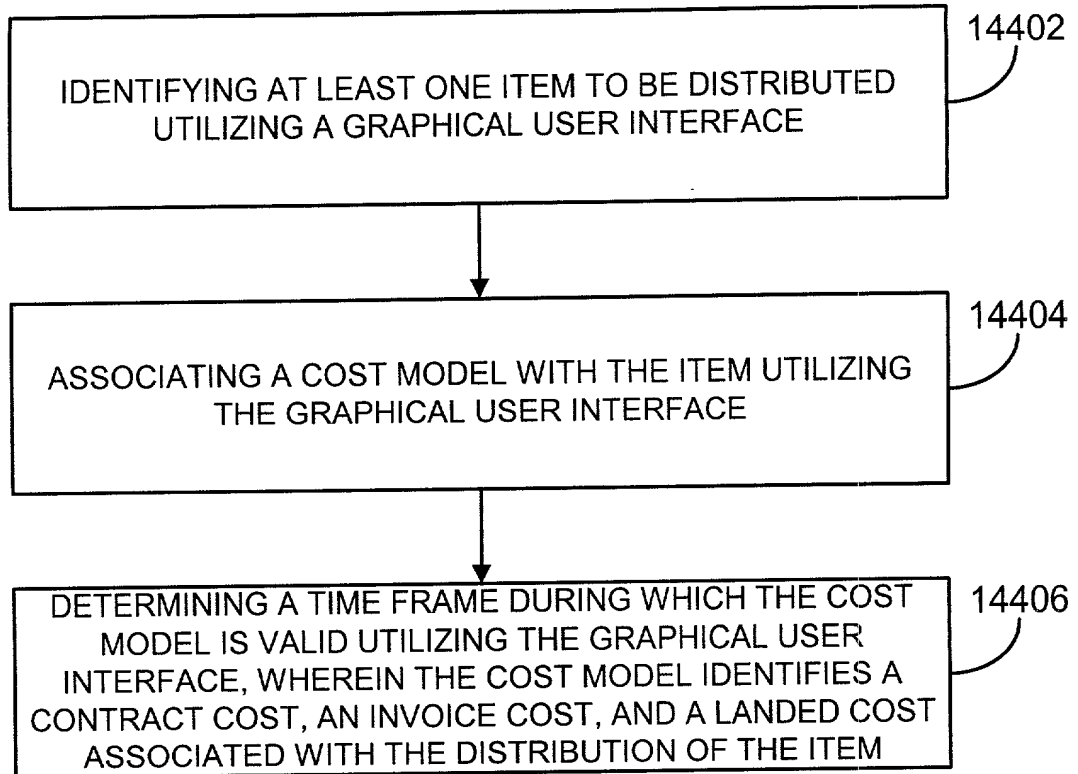 14402
IDENTIFYING AT LEAST ONE ITEM TO BE DISTRIBUTED
UTILIZING A GRAPHICAL USER INTERFACE
14404
ASSOCIATING A COST MODEL WITH THE ITEM UTILIZING
THE GRAPHICAL USER INTERFACE
14406
DETERMINING A TIME FRAME DURING WHICH THE COST
MODEL IS VALID UTILIZING THE GRAPHICAL USER
INTERFACE, WHEREIN THE COST MODEL IDENTIFIES A
CONTRACT COST, AN INVOICE COST, AND A LANDED COST
ASSOCIATED WITH THE DISTRIBUTION OF THE ITEM